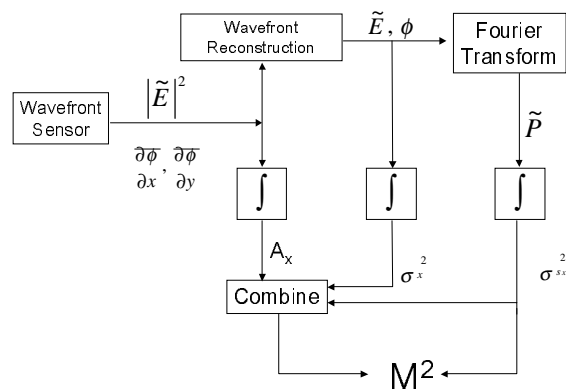 Wavefront
Reconstruction
Ẽ, ϕ
Fourier
Transform
Wavefront
Sensor
|Ẽ|²
∂ϕ/∂x, ∂ϕ/∂y
P̃
∫
∫
∫
Aₓ
σₓ²
σₛₓ²
Combine
M²